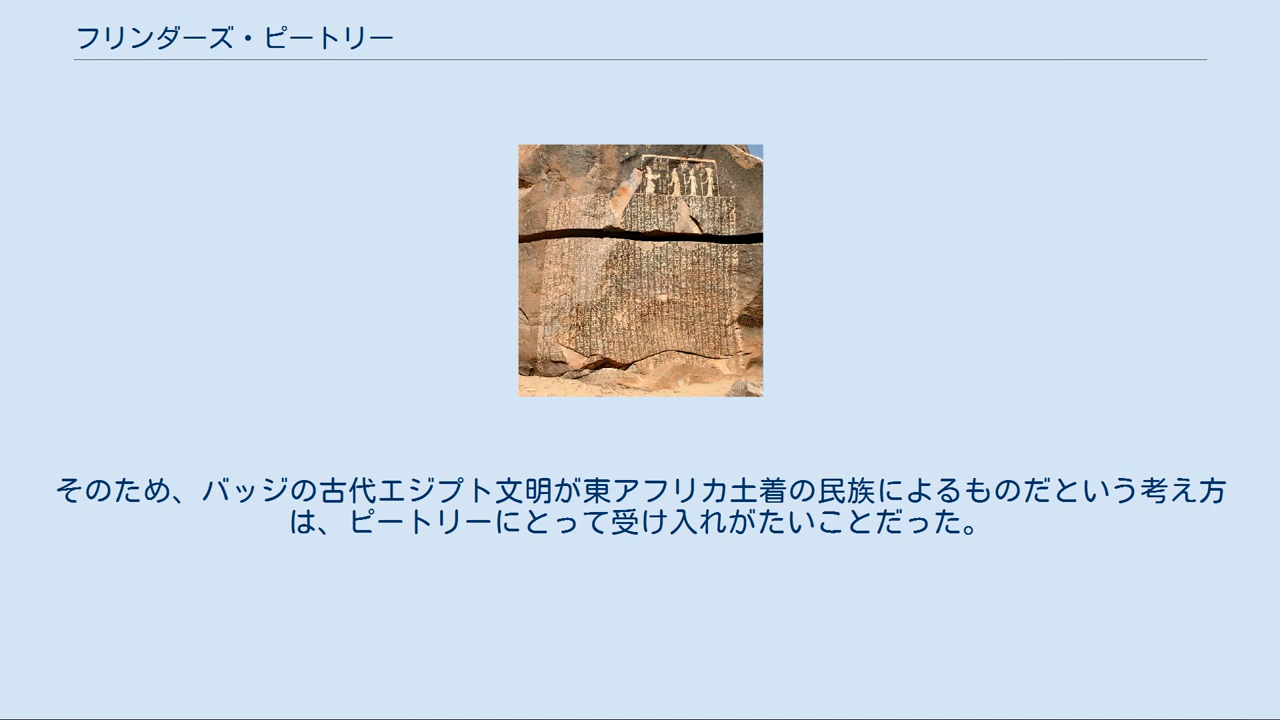 フリンダーズ・ピートリー
そのため、バッジの古代エジプト文明が東アフリカ土着の民族によるものだという考え方
は、ピートリーにとって受け入れがたいことだった。